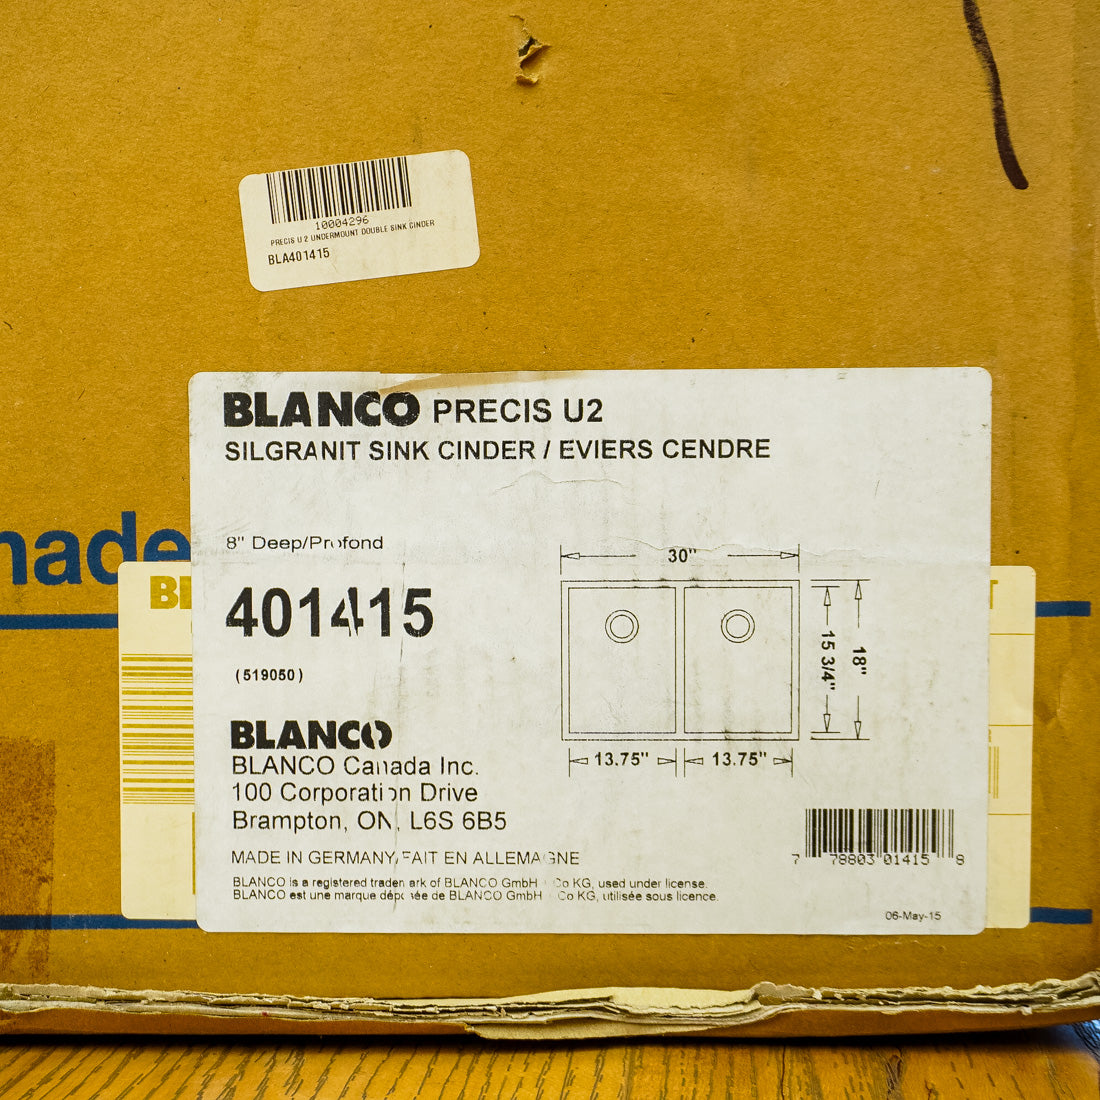 10004296
PRECIS U2 UNDERMOUNT DOUBLE SINK CINDER
BLA401415
BLANCO PRECIS U2
SILGRANIT SINK CINDER / EVIERS CENDRE
8" Deep/Profond
401415
(519050)
30"
15 3/4"
18"
13.75" 13.75"
BLANCO
BLANCO Canada Inc.
100 Corporation Drive
Brampton, ON, L6S 6B5
MADE IN GERMANY/FAIT EN ALLEMAGNE
BLANCO is a registered trademark of BLANCO GmbH + Co KG, used under license.
BLANCO est une marque déposée de BLANCO GmbH + Co KG, utilisée sous licence.
7 78803 01415 8
06-May-15